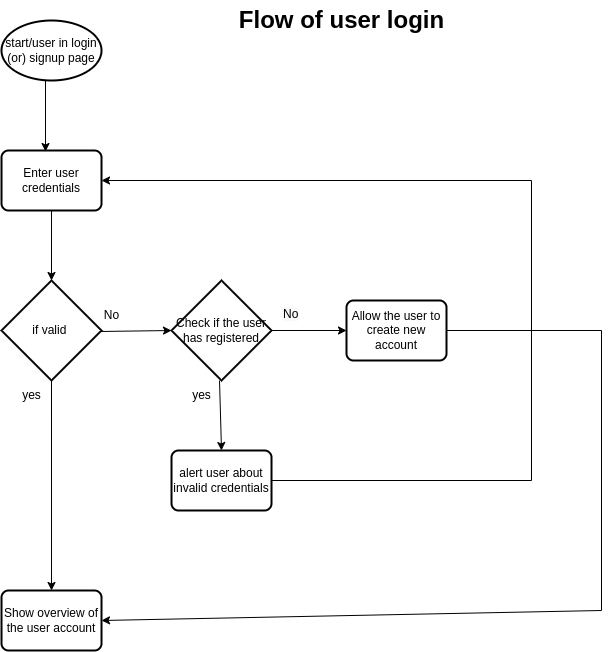 Flow of user login
start/user in login
(or) signup page
Enter user
credentials
if valid
No
Check if the user
has registered
No
Allow the user to
create new
account
yes
yes
alert user about
invalid credentials
Show overview of
the user account